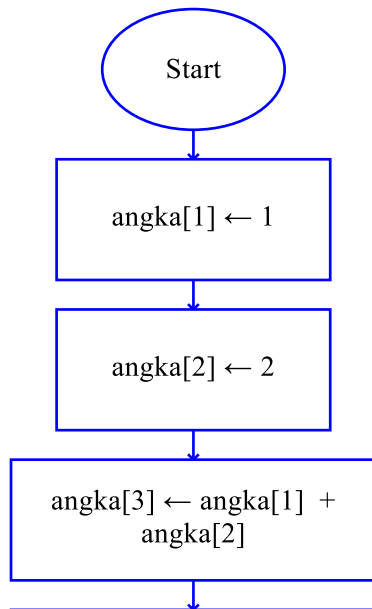 Start
angka[1] ← 1
angka[2] ← 2
angka[3] ← angka[1] +
angka[2]